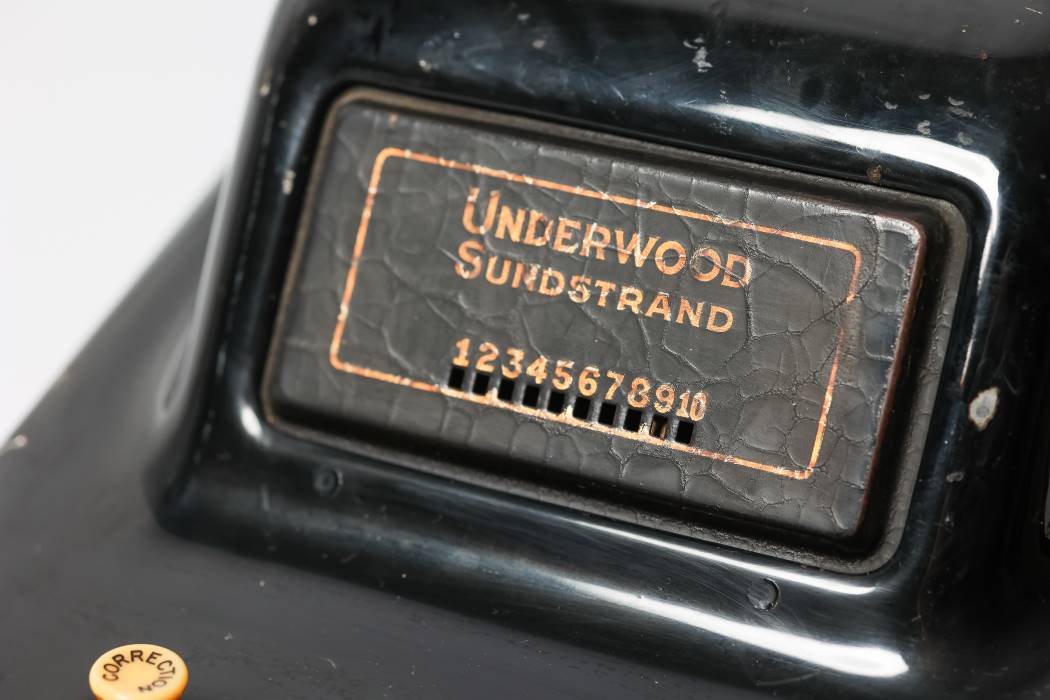 UNDERWOOD
SUNDSTRAND
12345678910
CORRECTION